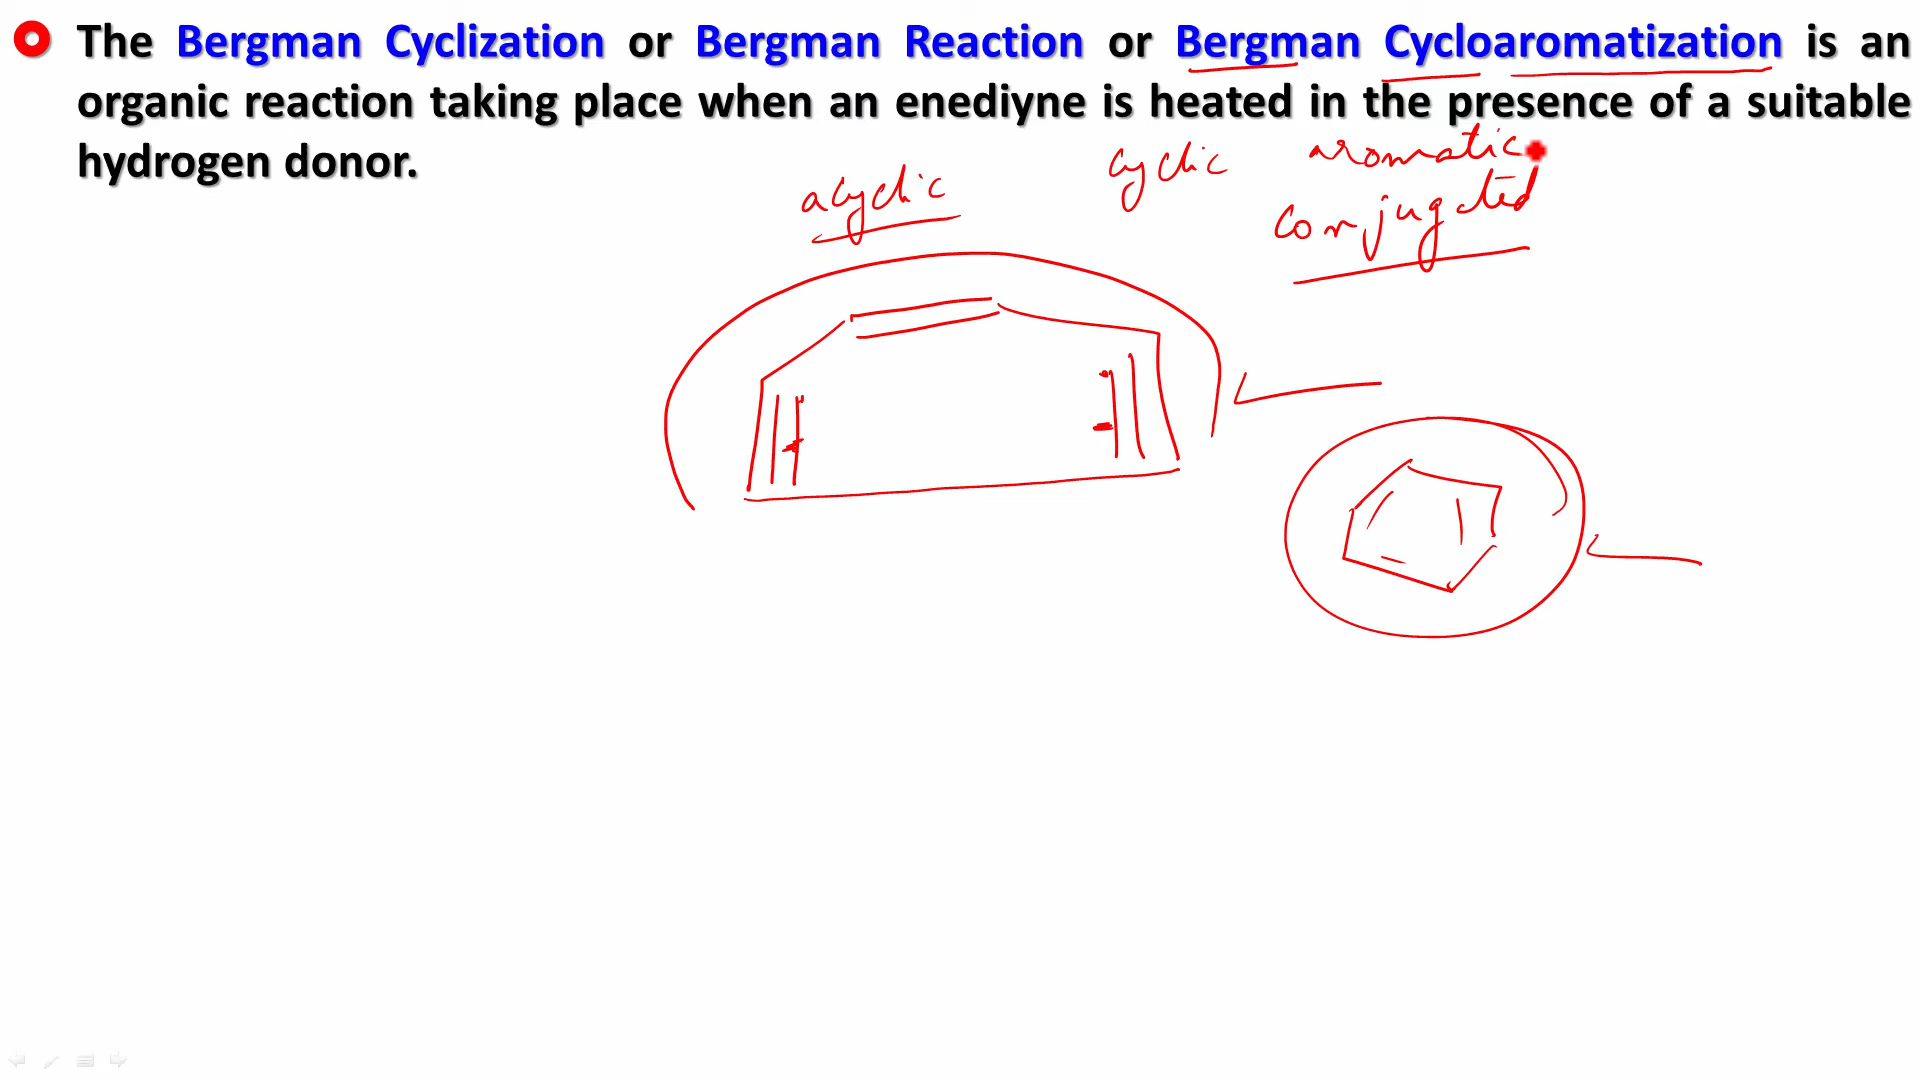 The Bergman Cyclization or Bergman Reaction or Bergman Cycloaromatization is an
organic reaction taking place when an enediyne is heated in the presence of a suitable
hydrogen donor.
acyclic cyclic aromatic
conjugated